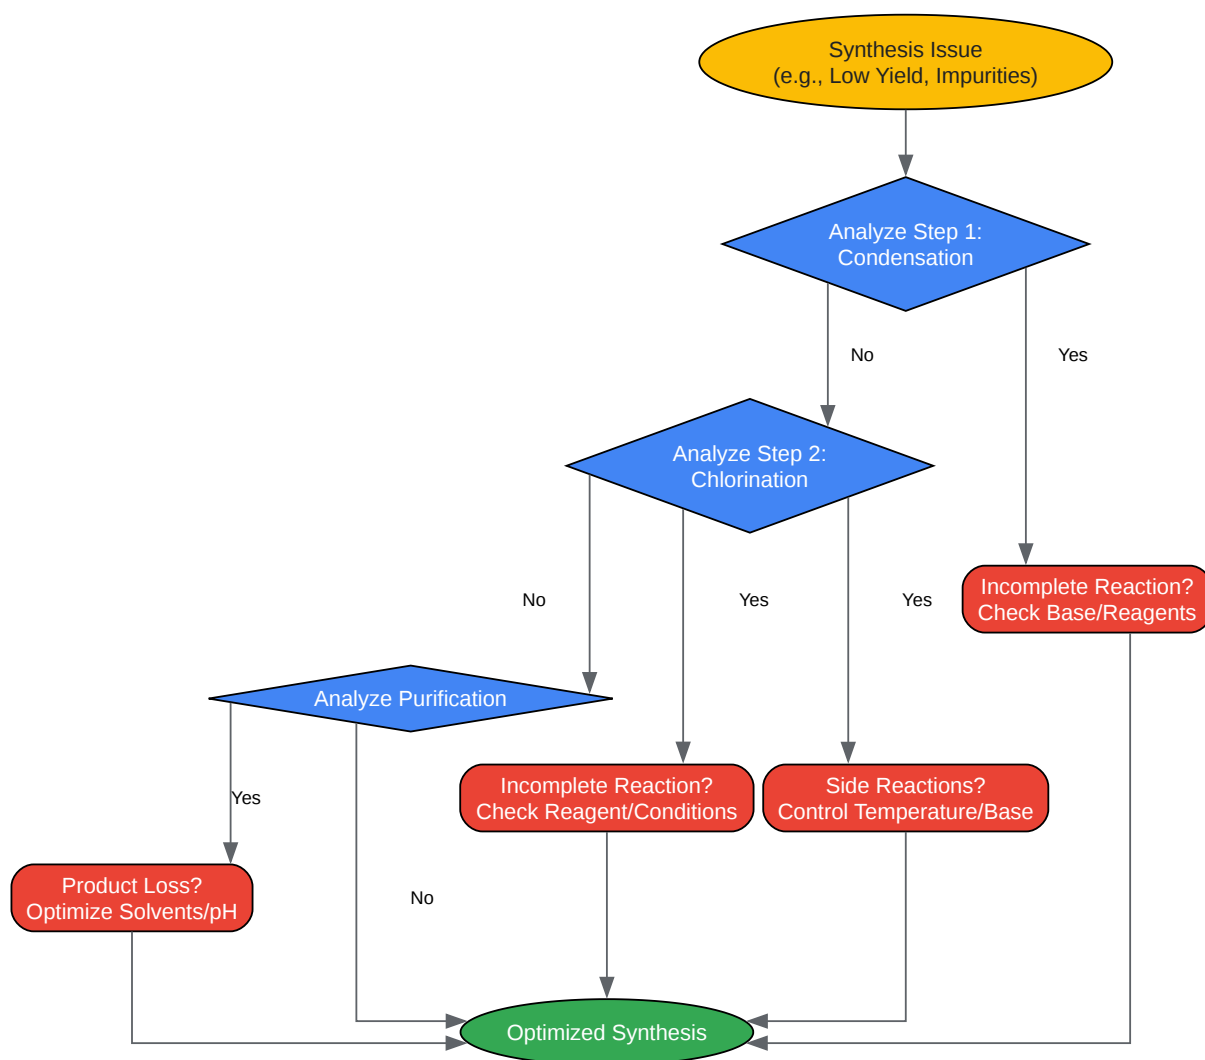 Synthesis Issue
(e.g., Low Yield, Impurities)
Analyze Step 1:
Condensation
No
Yes
Analyze Step 2:
Chlorination
Incomplete Reaction?
Check Base/Reagents
No
Yes
Yes
Analyze Purification
Incomplete Reaction?
Check Reagent/Conditions
Side Reactions?
Control Temperature/Base
Yes
Product Loss?
Optimize Solvents/pH
No
Optimized Synthesis